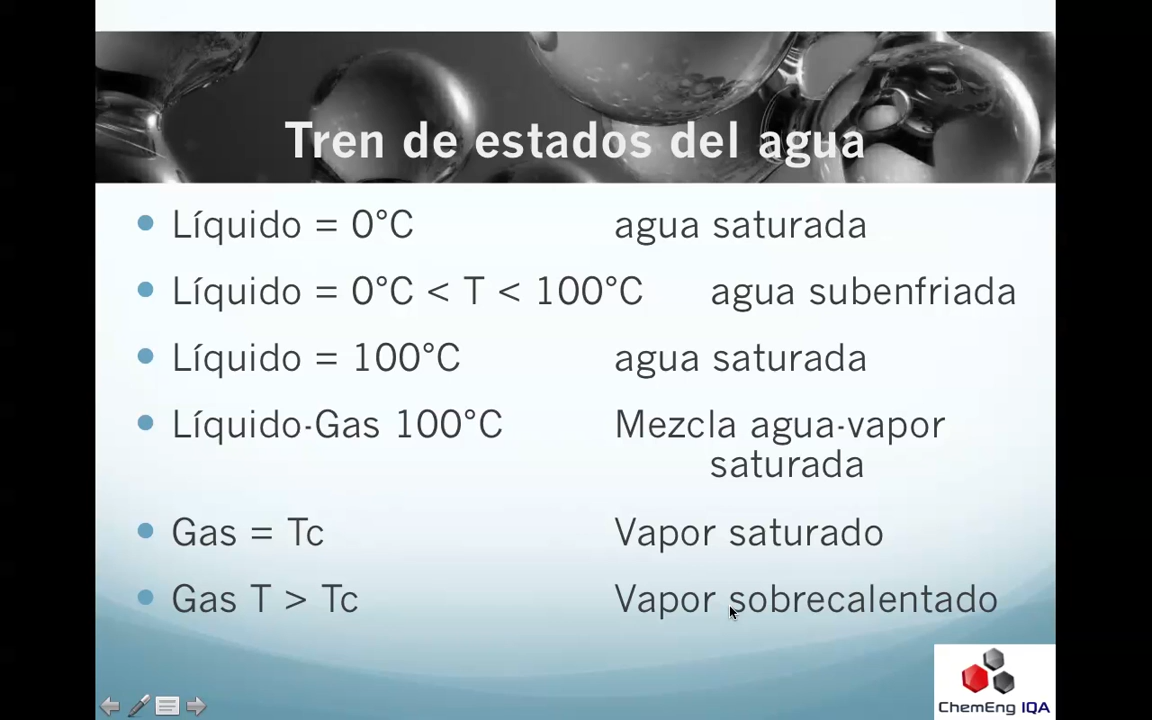 Tren de estados del agua
Líquido = 0°C agua saturada
Líquido = 0°C < T < 100°C agua subenfriada
Líquido = 100°C agua saturada
Líquido-Gas 100°C Mezcla agua-vapor
saturada
Gas = Tc Vapor saturado
Gas T > Tc Vapor sobrecalentado
ChemEng IQA